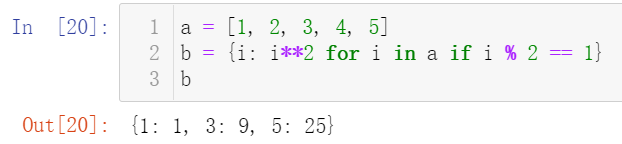 In [20]: 1 a = [1, 2, 3, 4, 5]
2 b = {i: i**2 for i in a if i % 2 == 1}
3 b
Out[20]: {1: 1, 3: 9, 5: 25}